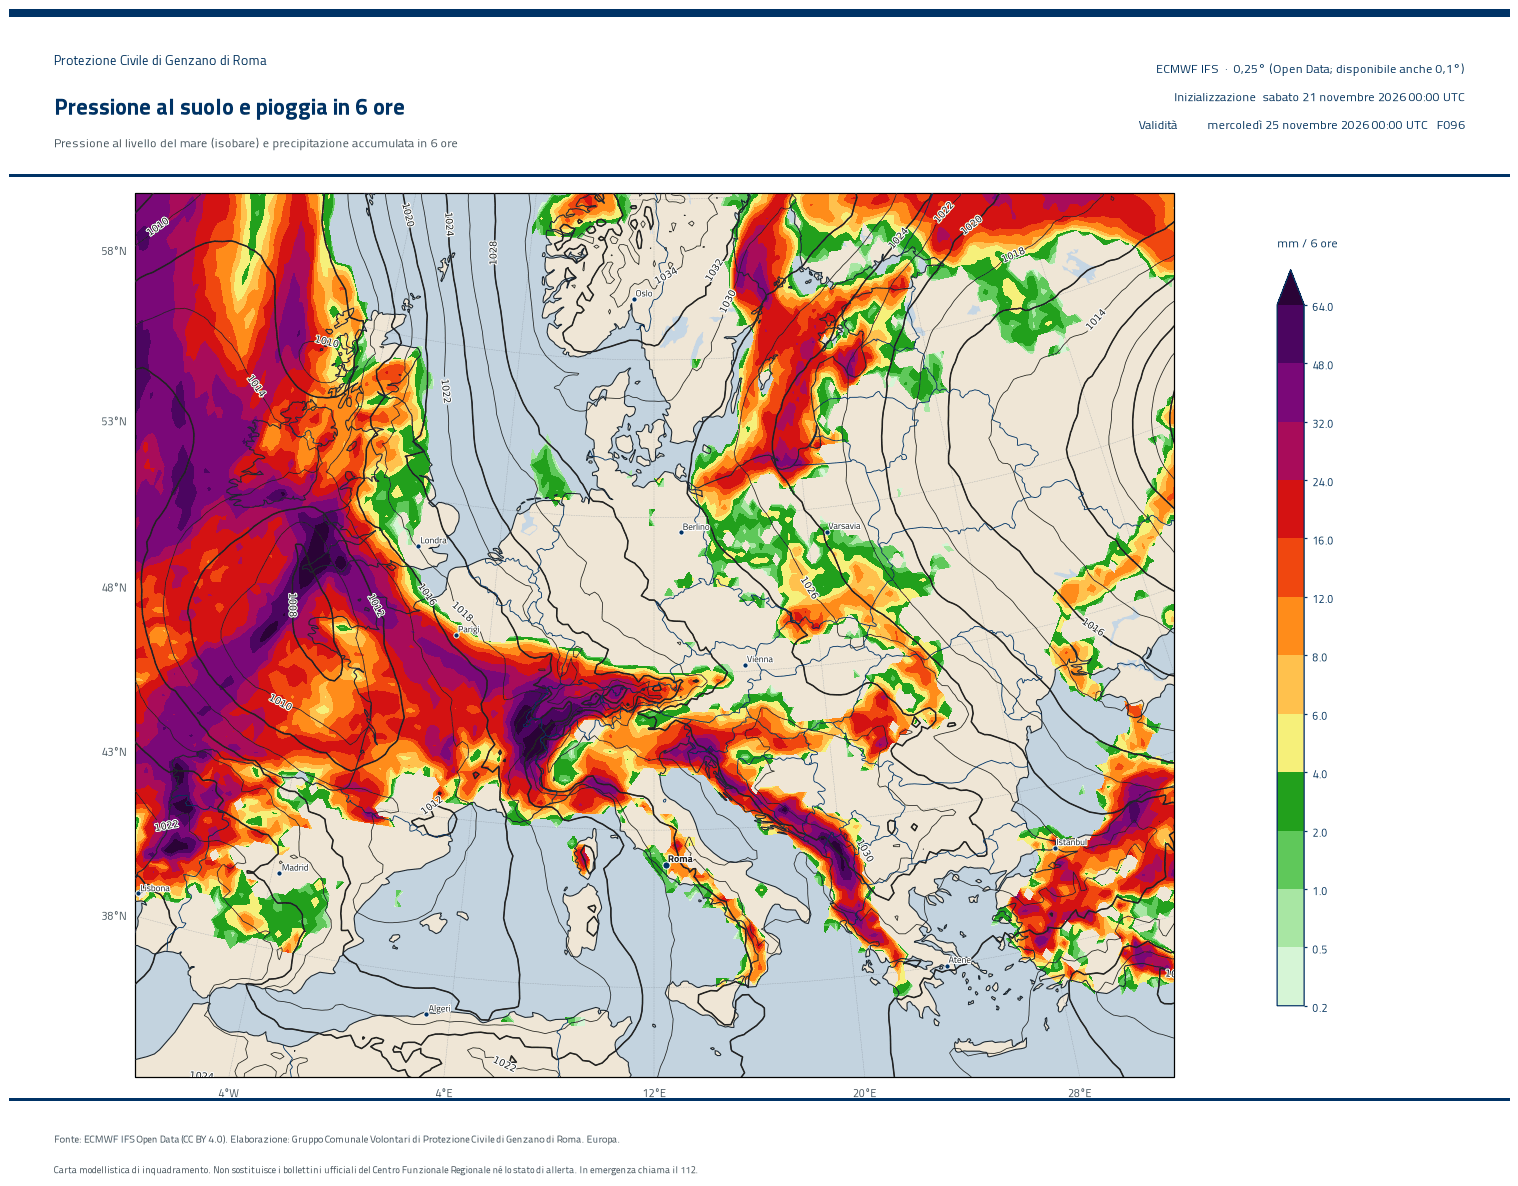 Protezione Civile di Genzano di Roma
Pressione al suolo e pioggia in 6 ore
Pressione al livello del mare (isobare) e precipitazione accumulata in 6 ore
ECMWF IFS · 0,25° (Open Data; disponibile anche 0,1°)
Inizializzazione sabato 21 novembre 2026 00:00 UTC
Validità mercoledì 25 novembre 2026 00:00 UTC F096
mm / 6 ore
64.0
48.0
32.0
24.0
16.0
12.0
8.0
6.0
4.0
2.0
1.0
0.5
0.2
58°N
53°N
48°N
43°N
38°N
4°W
4°E
12°E
20°E
28°E
1010
1020
1024
1028
1034
1032
1030
1022
1020
1024
1018
1014
1010
1014
1022
1016
1018
1012
1008
1010
1026
1016
1012
1022
1030
1022
1024
Oslo
Londra
Berlino
Varsavia
Parigi
Vienna
Madrid
Lisbona
Roma
Istanbul
Atene
Algeri
Fonte: ECMWF IFS Open Data (CC BY 4.0). Elaborazione: Gruppo Comunale Volontari di Protezione Civile di Genzano di Roma. Europa.
Carta modellistica di inquadramento. Non sostituisce i bollettini ufficiali del Centro Funzionale Regionale né lo stato di allerta. In emergenza chiama il 112.